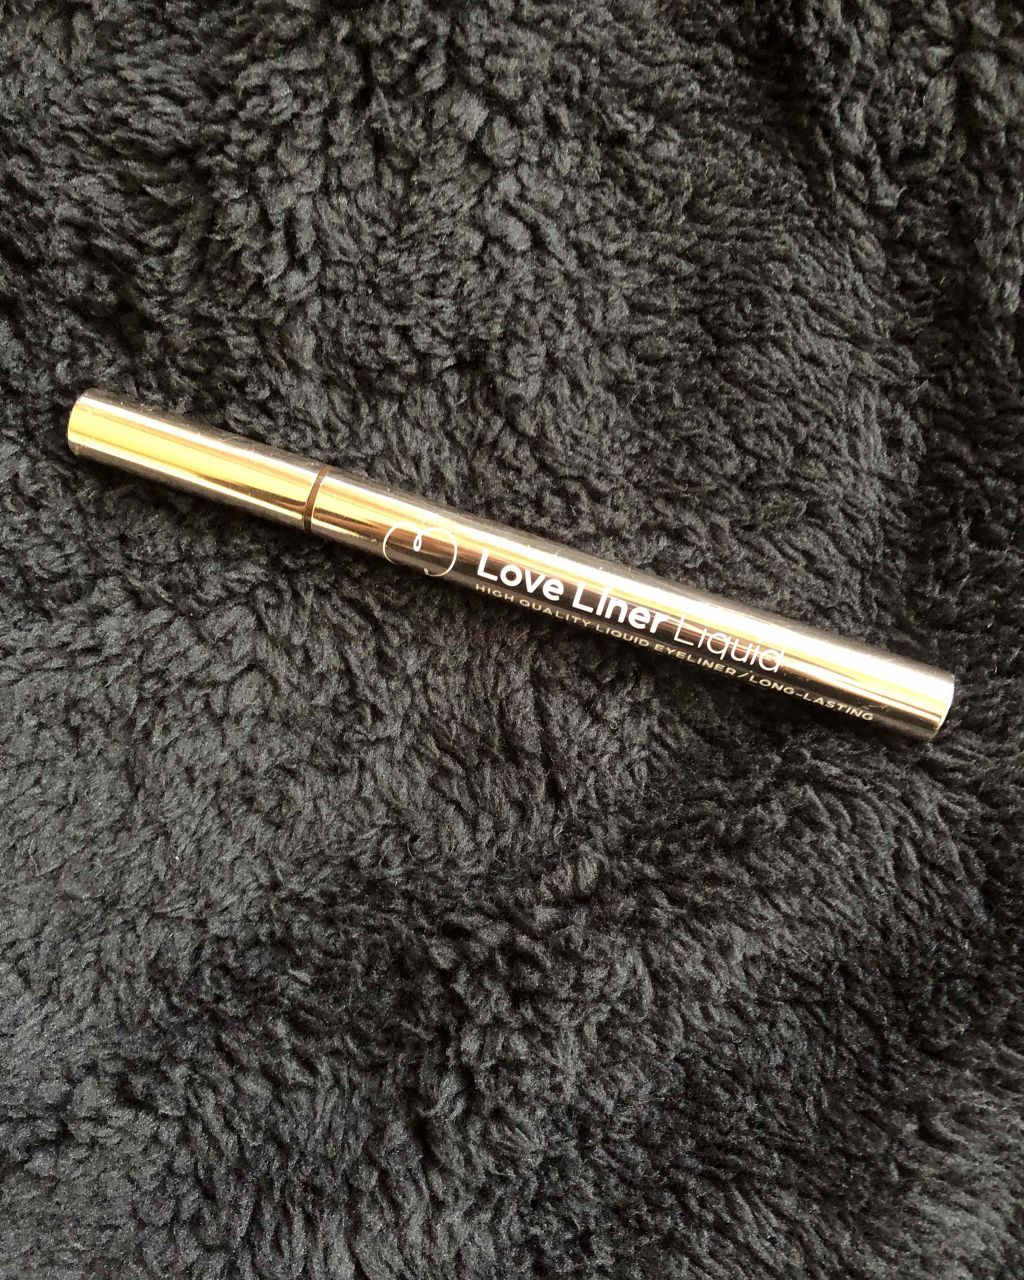 Love Liner Liquid
HIGH QUALITY LIQUID EYELINER/LONG-LASTING